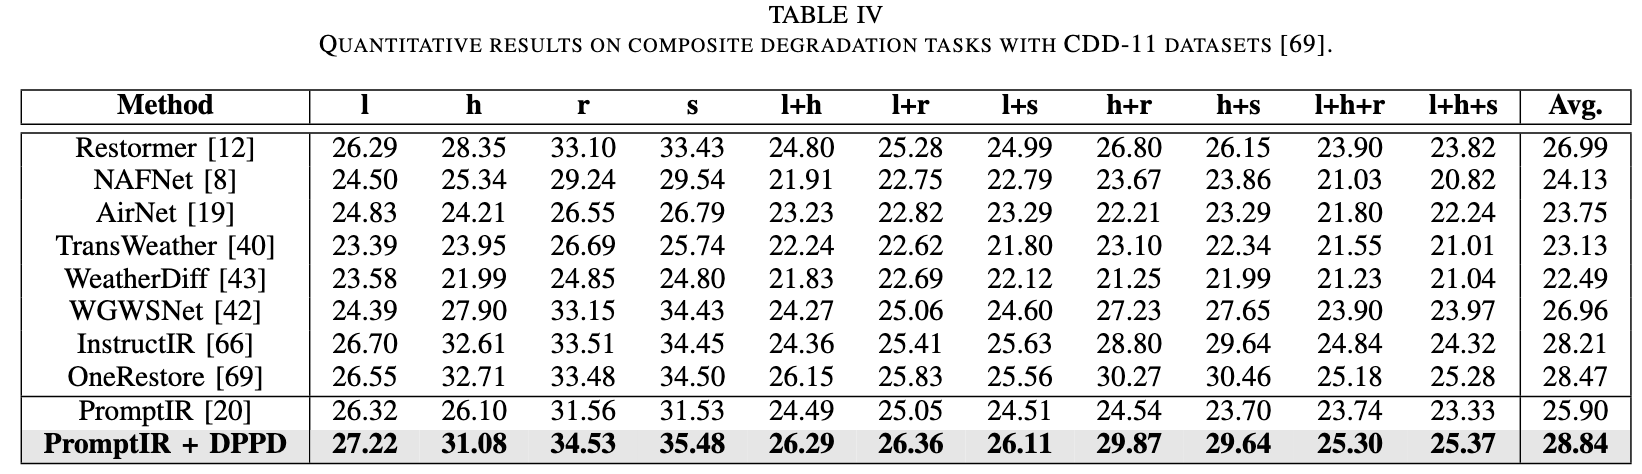 TABLE IV
QUANTITATIVE RESULTS ON COMPOSITE DEGRADATION TASKS WITH CDD-11 DATASETS [69].
Method l h r s l+h l+r l+s h+r h+s l+h+r l+h+s Avg.
Restormer [12] 26.29 28.35 33.10 33.43 24.80 25.28 24.99 26.80 26.15 23.90 23.82 26.99
NAFNet [8] 24.50 25.34 29.24 29.54 21.91 22.75 22.79 23.67 23.86 21.03 20.82 24.13
AirNet [19] 24.83 24.21 26.55 26.79 23.23 22.82 23.29 22.21 23.29 21.80 22.24 23.75
TransWeather [40] 23.39 23.95 26.69 25.74 22.24 22.62 21.80 23.10 22.34 21.55 21.01 23.13
WeatherDiff [43] 23.58 21.99 24.85 24.80 21.83 22.69 22.12 21.25 21.99 21.23 21.04 22.49
WGWSNet [42] 24.39 27.90 33.15 34.43 24.27 25.06 24.60 27.23 27.65 23.90 23.97 26.96
InstructIR [66] 26.70 32.61 33.51 34.45 24.36 25.41 25.63 28.80 29.64 24.84 24.32 28.21
OneRestore [69] 26.55 32.71 33.48 34.50 26.15 25.83 25.56 30.27 30.46 25.18 25.28 28.47
PromptIR [20] 26.32 26.10 31.56 31.53 24.49 25.05 24.51 24.54 23.70 23.74 23.33 25.90
PromptIR + DPPD 27.22 31.08 34.53 35.48 26.29 26.36 26.11 29.87 29.64 25.30 25.37 28.84